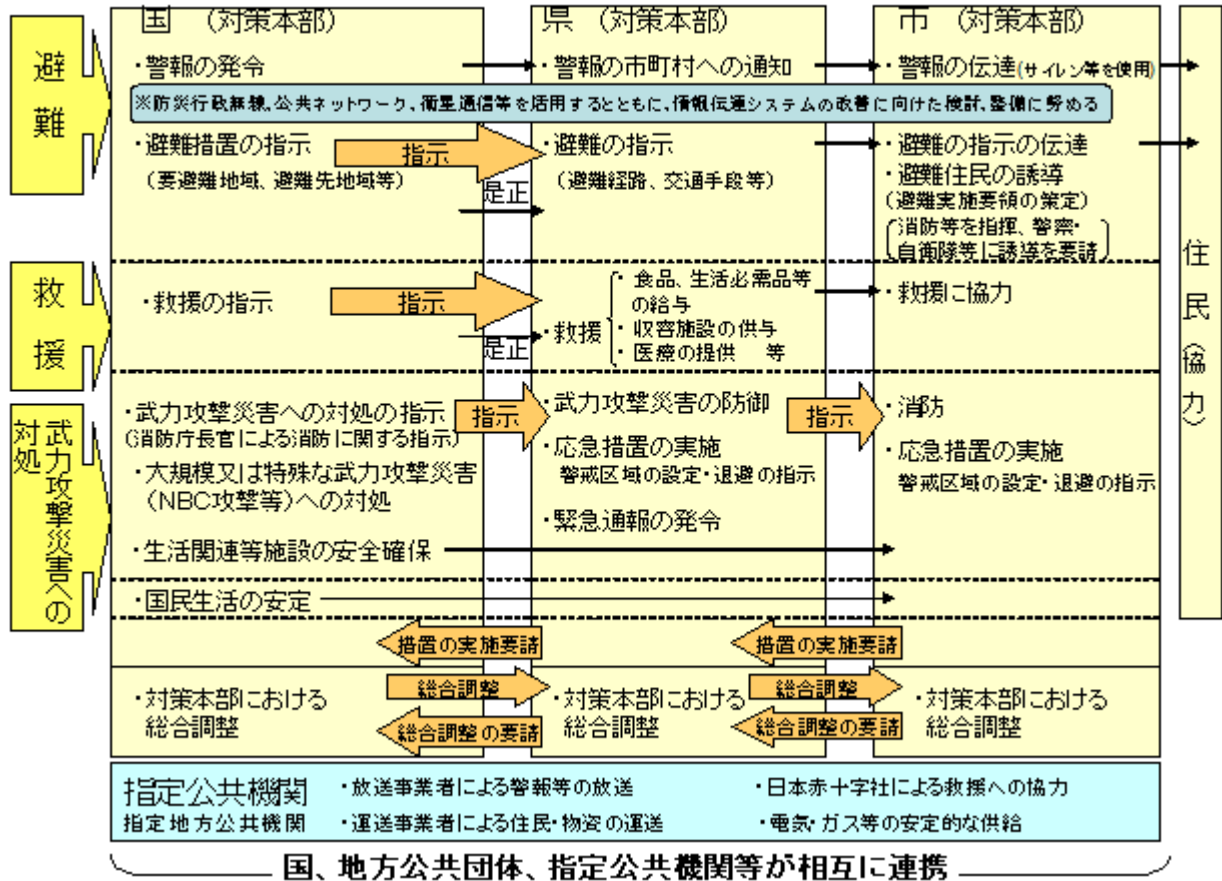 国 (対策本部)
県 (対策本部)
市 (対策本部)
避難
・警報の発令
・警報の市町村への通知
・警報の伝達(サイレン等を使用)
※防災行政無線、公共ネットワーク、衛星通信等を活用するとともに、情報伝達システムの改善に向けた検討、整備に努める
・避難措置の指示
(要避難地域、避難先地域等)
指示
是正
・避難の指示
(避難経路、交通手段等)
・避難の指示の伝達
・避難住民の誘導
(避難実施要領の策定)
消防等を指揮、警察・
自衛隊等に誘導を要請
住民(協力)
救援
・救援の指示
指示
是正
・救援
・食品、生活必需品等
の給与
・収容施設の供与
・医療の提供 等
・救援に協力
武力攻撃災害への
対処
・武力攻撃災害への対処の指示
(消防庁長官による消防に関する指示)
指示
・武力攻撃災害の防御
指示
・消防
・大規模又は特殊な武力攻撃災害
(NBC攻撃等)への対処
・応急措置の実施
警戒区域の設定・退避の指示
・応急措置の実施
警戒区域の設定・退避の指示
・緊急通報の発令
・生活関連等施設の安全確保
・国民生活の安定
措置の実施要請
措置の実施要請
・対策本部における
総合調整
総合調整
総合調整の要請
・対策本部における
総合調整
総合調整
総合調整の要請
・対策本部における
総合調整
指定公共機関
指定地方公共機関
・放送事業者による警報等の放送
・日本赤十字社による救援への協力
・運送事業者による住民・物資の運送
・電気・ガス等の安定的な供給
国、地方公共団体、指定公共機関等が相互に連携